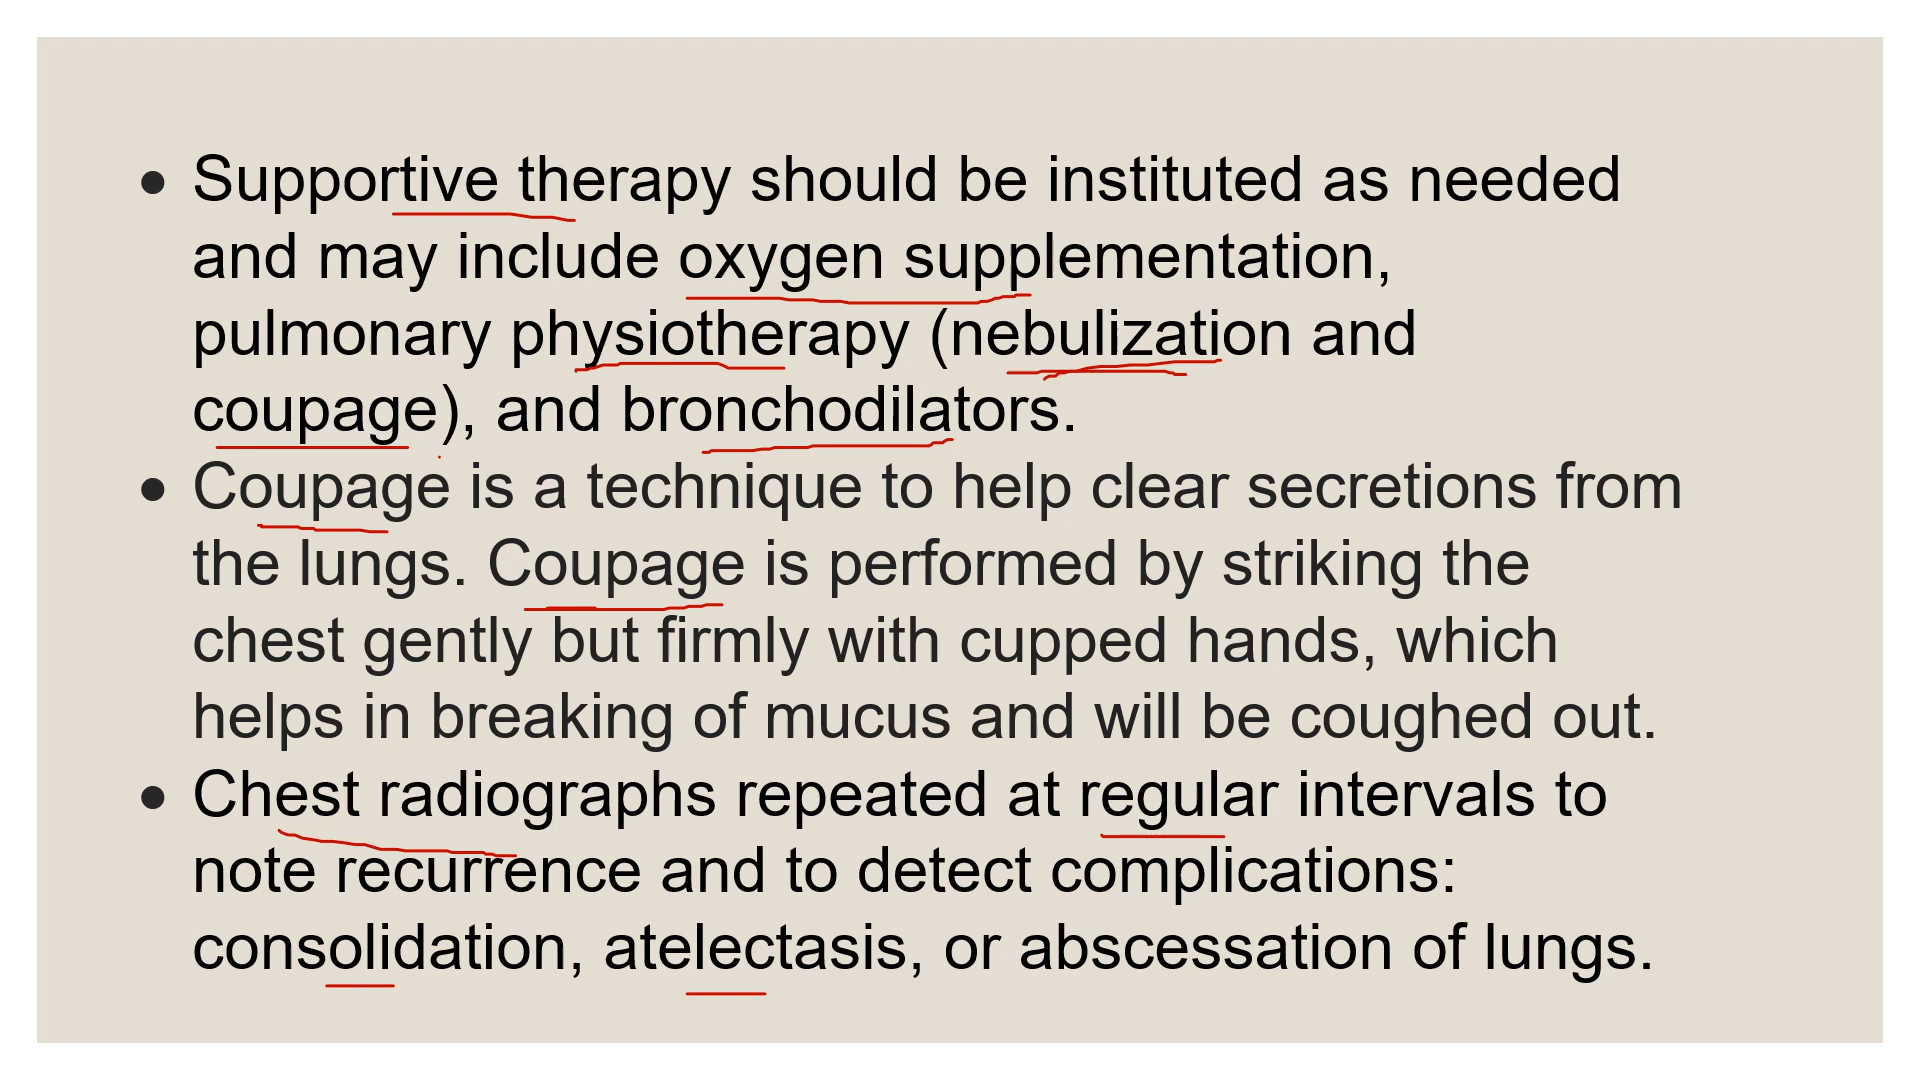 • Supportive therapy should be instituted as needed
and may include oxygen supplementation,
pulmonary physiotherapy (nebulization and
coupage), and bronchodilators.
• Coupage is a technique to help clear secretions from
the lungs. Coupage is performed by striking the
chest gently but firmly with cupped hands, which
helps in breaking of mucus and will be coughed out.
• Chest radiographs repeated at regular intervals to
note recurrence and to detect complications:
consolidation, atelectasis, or abscessation of lungs.